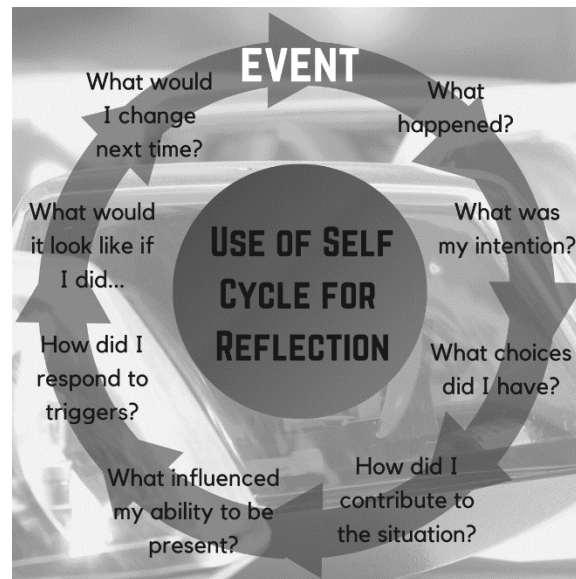 EVENT
What
happened?
What was
my intention?
What choices
did I have?
How did I
contribute to
the situation?
What influenced
my ability to be
present?
How did I
respond to
triggers?
What would
it look like if
I did...
What would
I change
next time?
USE OF SELF
CYCLE FOR
REFLECTION